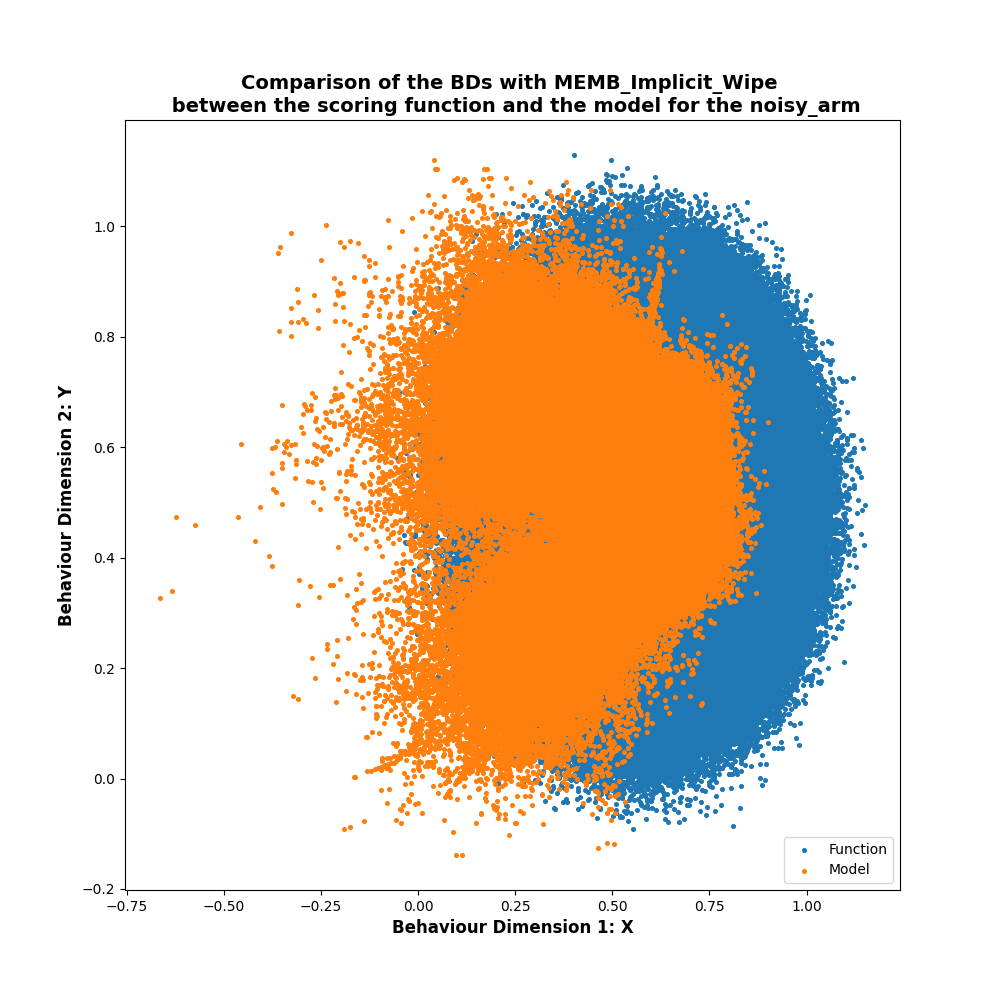 Comparison of the BDs with MEMB_Implicit_Wipe
between the scoring function and the model for the noisy_arm
Behaviour Dimension 2: Y
1.0
0.8
0.6
0.4
0.2
0.0
−0.2
−0.75
−0.50
−0.25
0.00
0.25
0.50
0.75
1.00
Behaviour Dimension 1: X
Function
Model